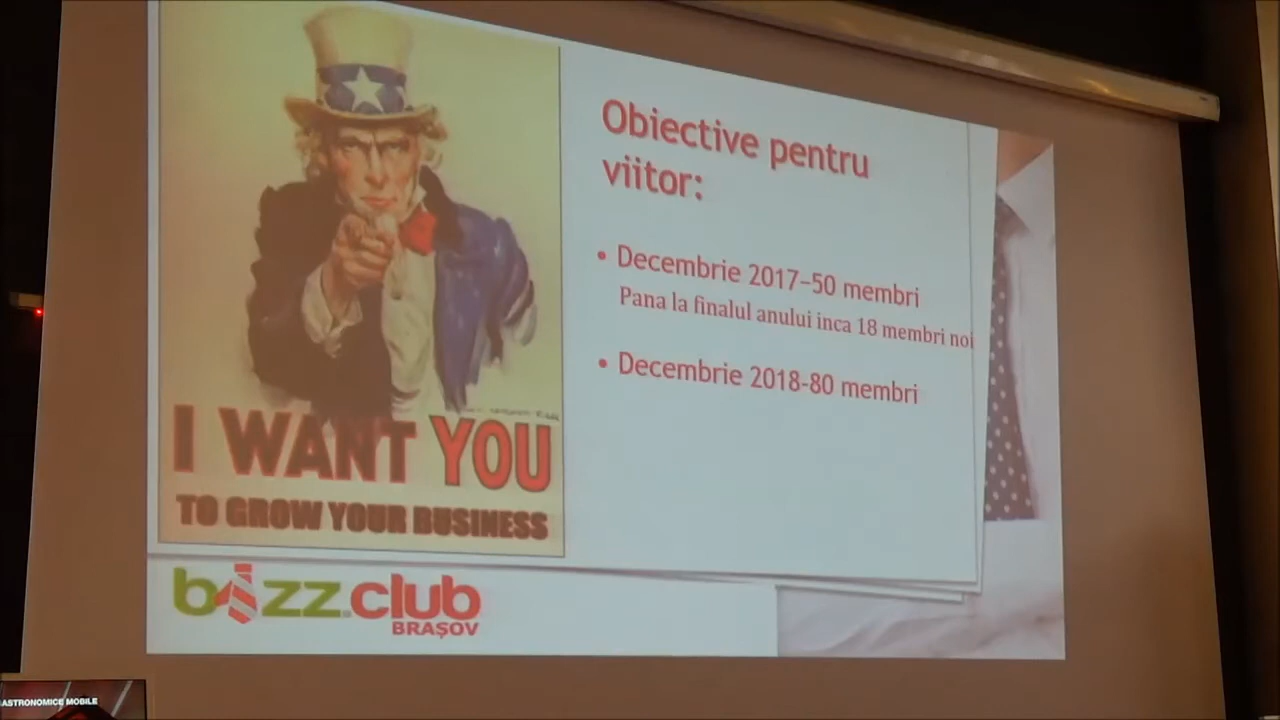 Obiective pentru
viitor:
• Decembrie 2017–50 membri
Pana la finalul anului inca 18 membri noi
• Decembrie 2018-80 membri
I WANT YOU
TO GROW YOUR BUSINESS
bizz.club
BRAȘOV
ASTRONOMICE MOBILE